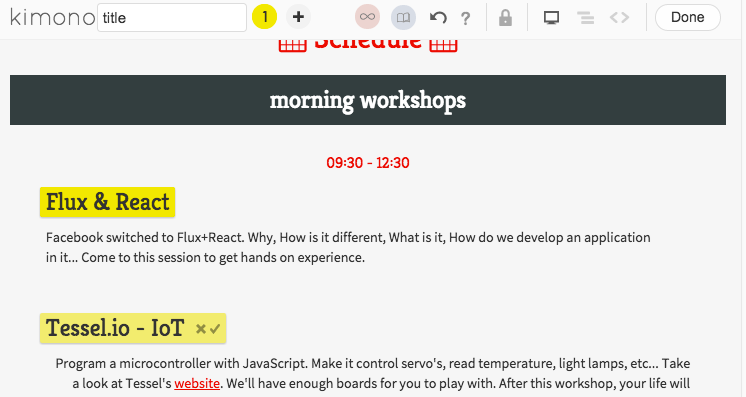 kimono title 1 + ? Done
Schedule
morning workshops
09:30 - 12:30
Flux & React
Facebook switched to Flux+React. Why, How is it different, What is it, How do we develop an application
in it... Come to this session to get hands on experience.
Tessel.io - IoT
Program a microcontroller with JavaScript. Make it control servo's, read temperature, light lamps, etc... Take
a look at Tessel's website. We'll have enough boards for you to play with. After this workshop, your life will